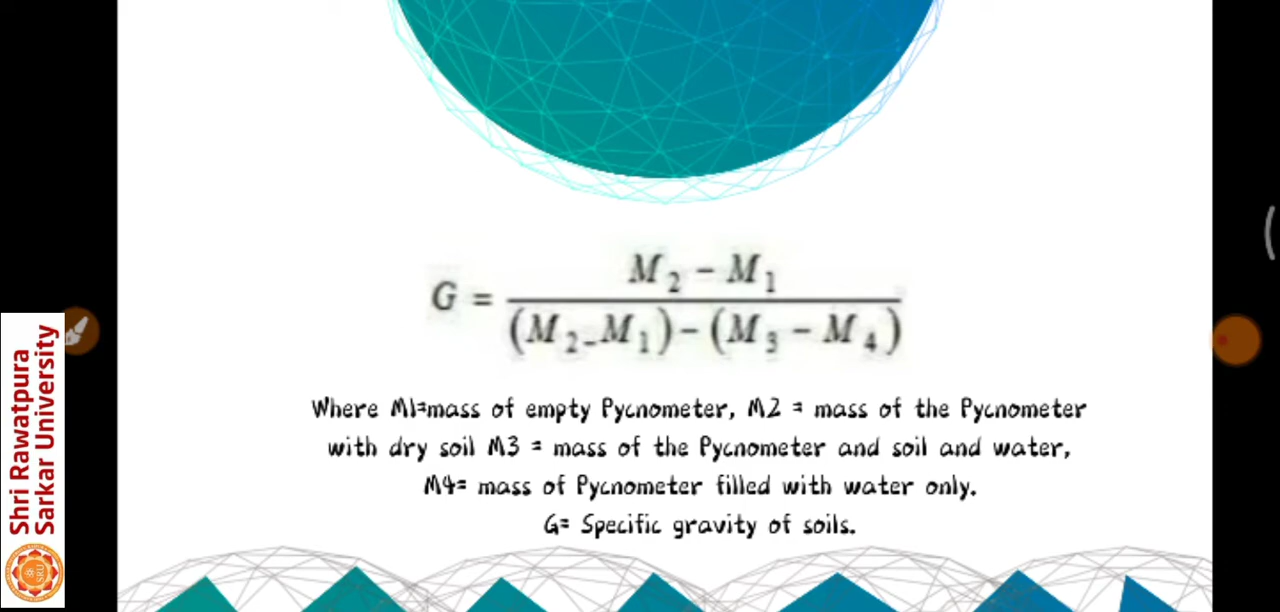 G = M2 - M1
(M2-M1)-(M3 - M4)
Where M1=mass of empty Pycnometer, M2 = mass of the Pycnometer
with dry soil M3 = mass of the Pycnometer and soil and water,
M4= mass of Pycnometer filled with water only.
G= Specific gravity of soils.
Shri Rawatpura
Sarkar University
SRU